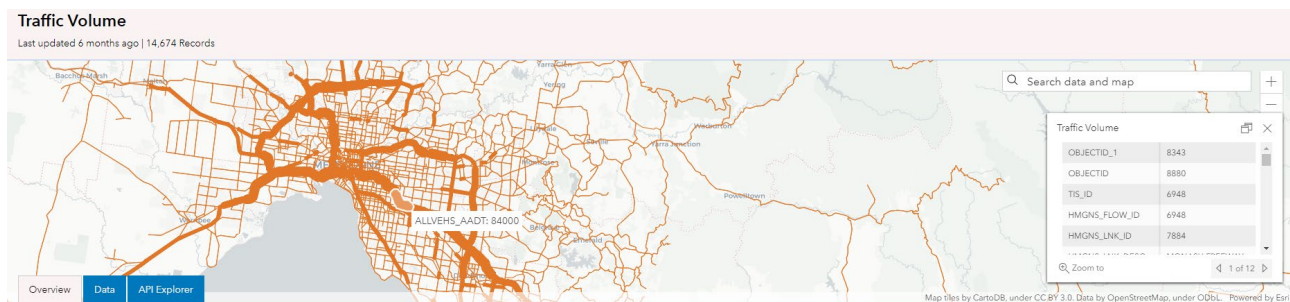 Traffic Volume
Last updated 6 months ago | 14,674 Records
Search data and map
+
−
Yering
Lilydale
Warburton
Yarra Junction
Powelltown
Werribee
Emerald
ALLVEHS_AADT: 84000
Traffic Volume
OBJECTID_1 8343
OBJECTID 8880
TIS_ID 6948
HMGNS_FLOW_ID 6948
HMGNS_LNK_ID 7884
Zoom to
1 of 12
Overview Data API Explorer
Map tiles by CartoDB, under CC BY 3.0. Data by OpenStreetMap, under ODbL. Powered by Esri